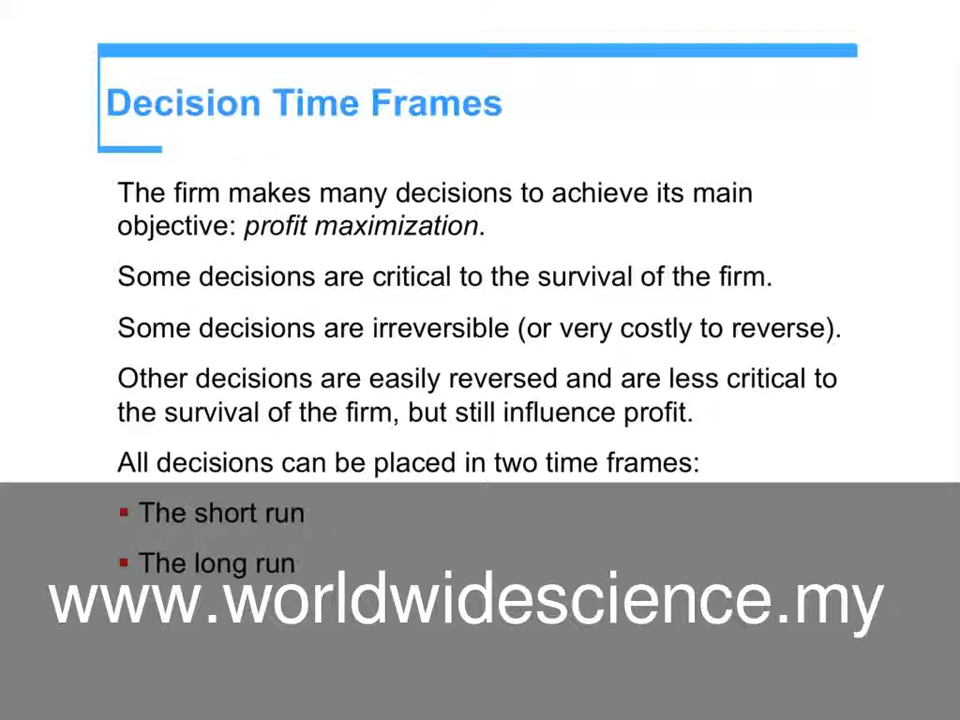 Decision Time Frames
The firm makes many decisions to achieve its main
objective: profit maximization.
Some decisions are critical to the survival of the firm.
Some decisions are irreversible (or very costly to reverse).
Other decisions are easily reversed and are less critical to
the survival of the firm, but still influence profit.
All decisions can be placed in two time frames:
▪ The short run
▪ The long run
www.worldwidescience.my